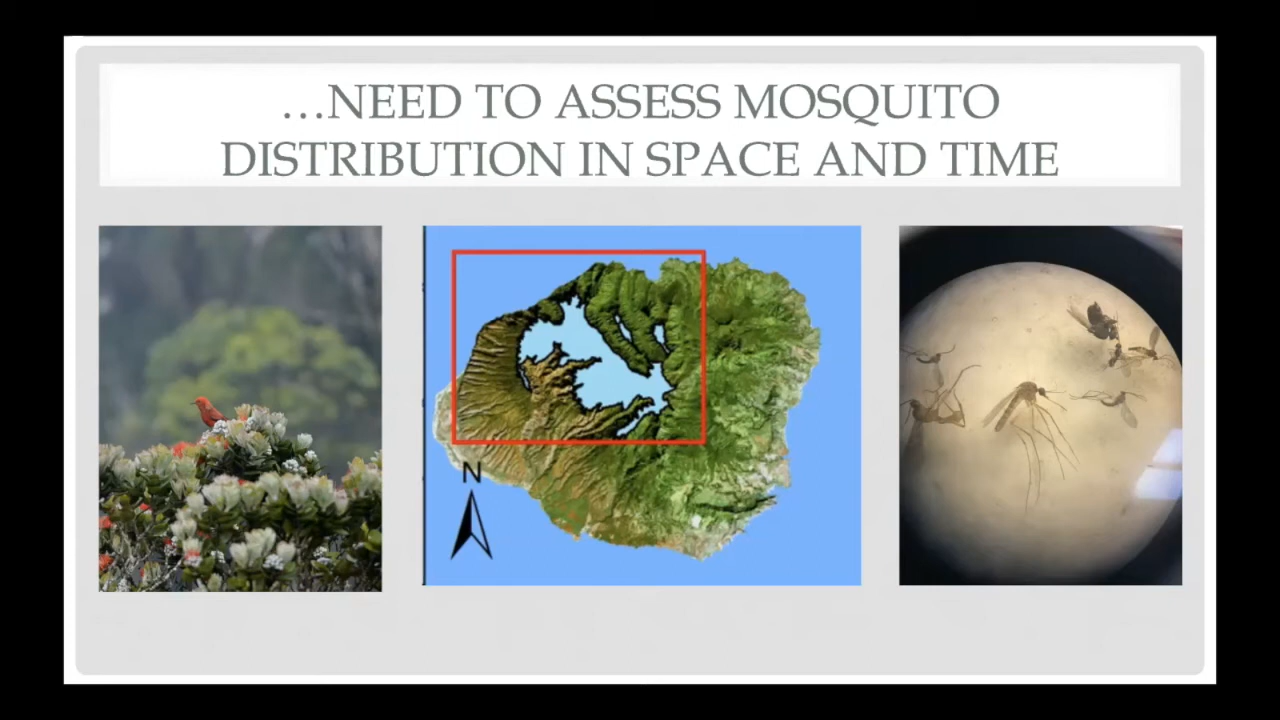 …NEED TO ASSESS MOSQUITO
DISTRIBUTION IN SPACE AND TIME
N